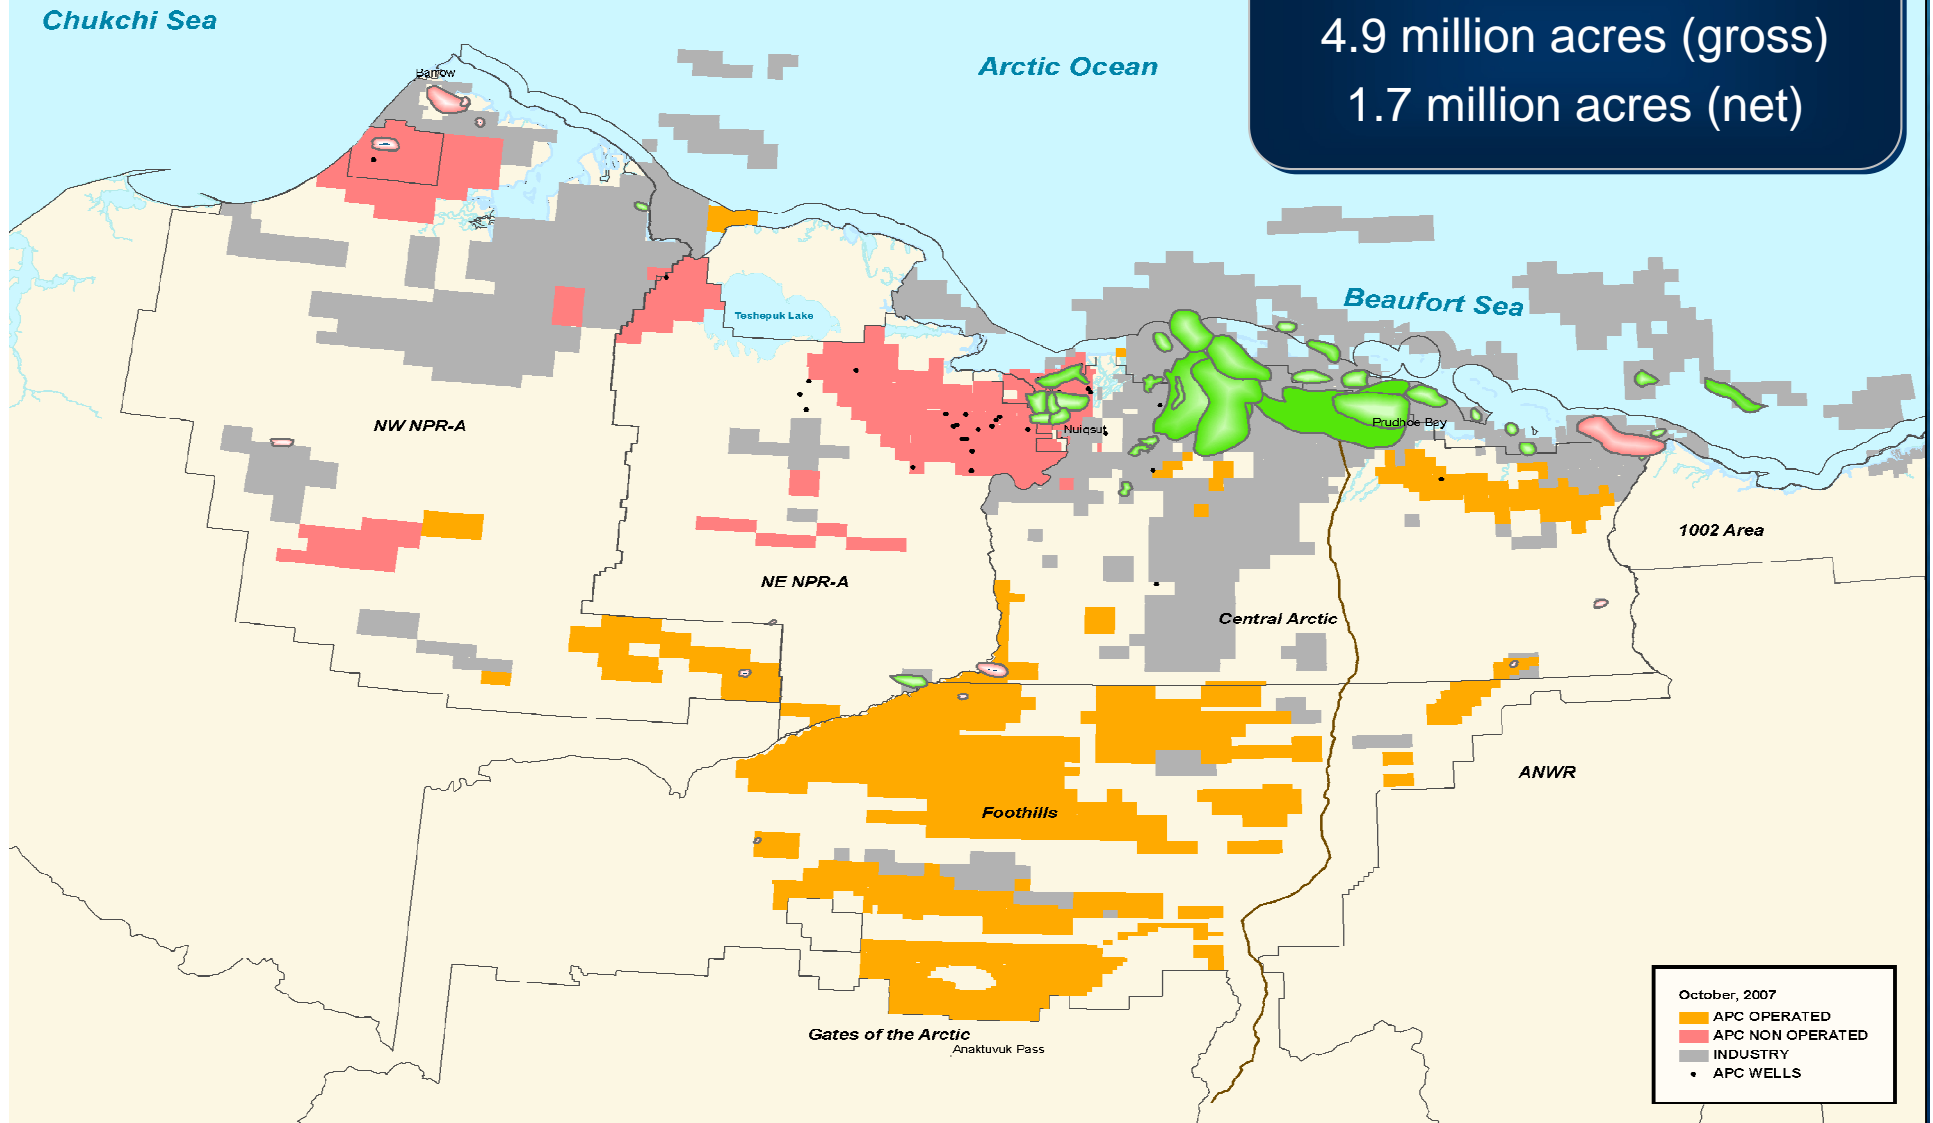 Chukchi Sea
4.9 million acres (gross)
Arctic Ocean
Barrow
1.7 million acres (net)
Beaufort Sea
Teshepuk Lake
NW NPR-A
Nuiqsut
Prudhoe Bay
1002 Area
NE NPR-A
Central Arctic
ANWR
Foothills
October, 2007
APC OPERATED
APC NON OPERATED
INDUSTRY
APC WELLS
Gates of the Arctic
Anaktuvuk Pass